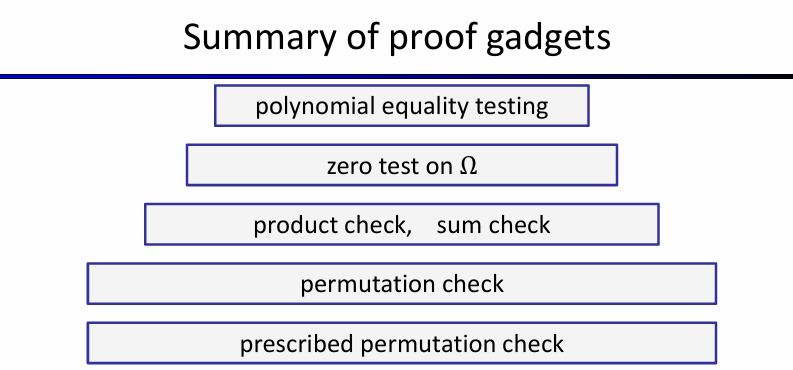 Summary of proof gadgets
polynomial equality testing
zero test on Ω
product check, sum check
permutation check
prescribed permutation check